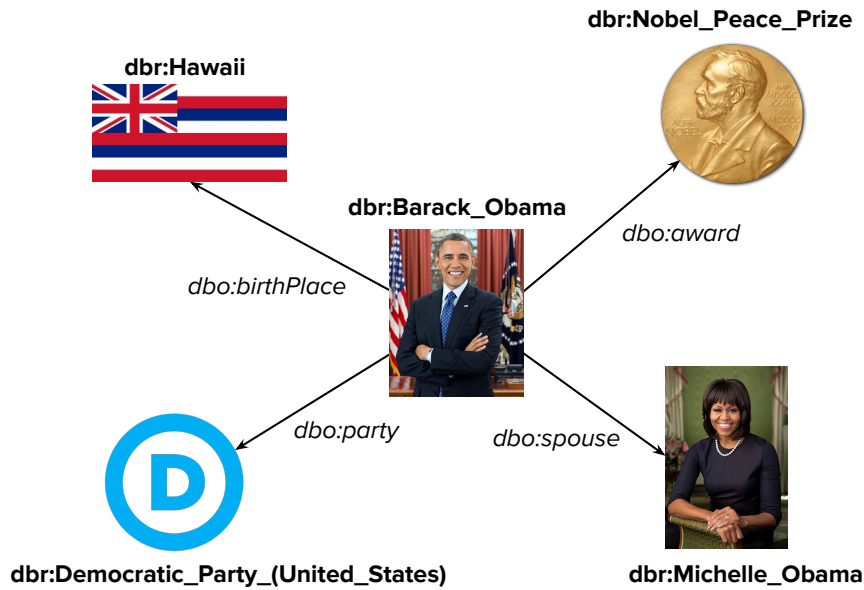 dbr:Nobel_Peace_Prize
dbr:Hawaii
dbr:Barack_Obama
dbo:award
dbo:birthPlace
dbo:party
dbo:spouse
D
dbr:Democratic_Party_(United_States)
dbr:Michelle_Obama